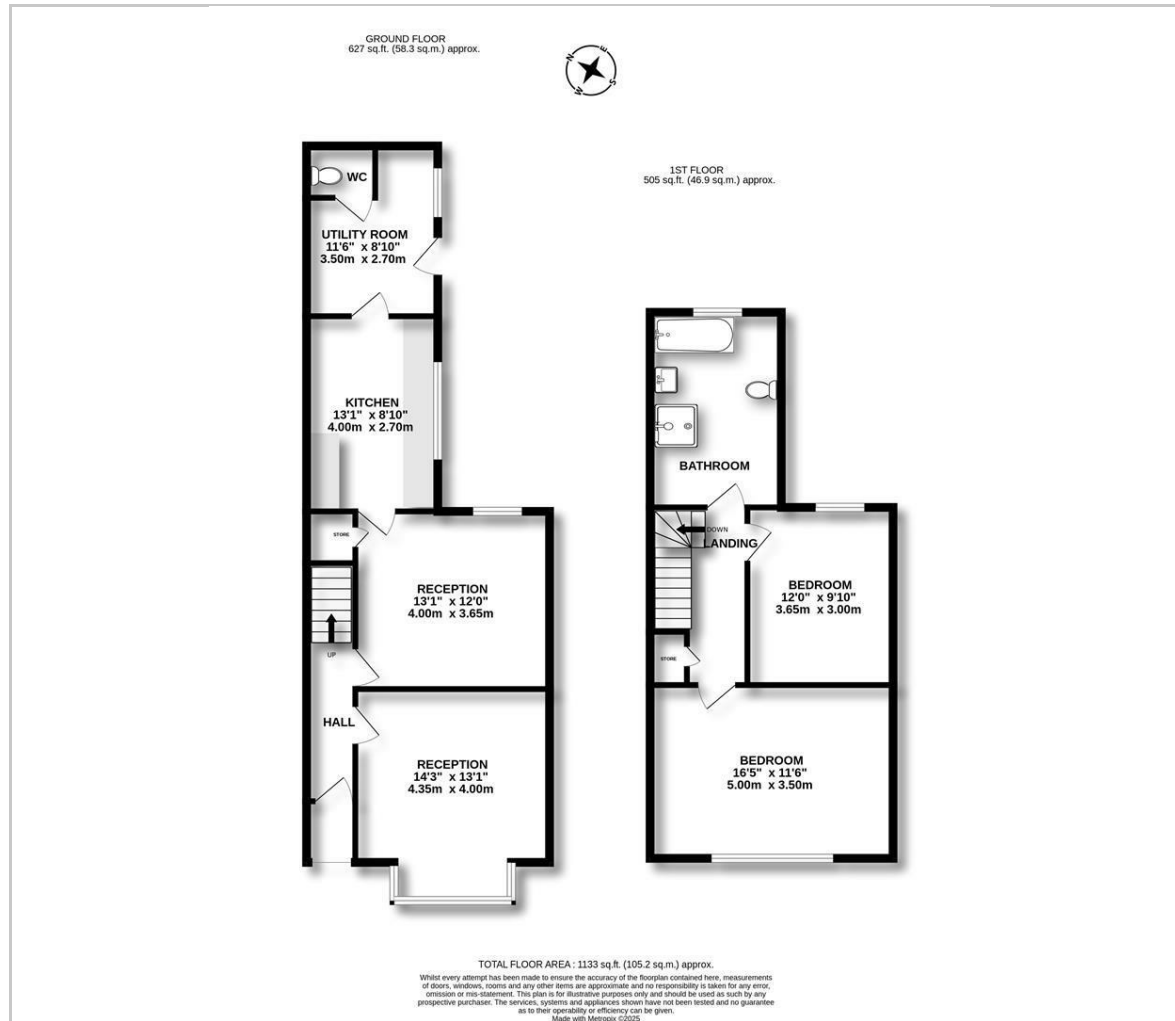 GROUND FLOOR
627 sq.ft. (58.3 sq.m.) approx.
N
E
S
W
1ST FLOOR
505 sq.ft. (46.9 sq.m.) approx.
WC
UTILITY ROOM
11'6" x 8'10"
3.50m x 2.70m
KITCHEN
13'1" x 8'10"
4.00m x 2.70m
STORE
RECEPTION
13'1" x 12'0"
4.00m x 3.65m
UP
HALL
RECEPTION
14'3" x 13'1"
4.35m x 4.00m
BATHROOM
DOWN
LANDING
BEDROOM
12'0" x 9'10"
3.65m x 3.00m
STORE
BEDROOM
16'5" x 11'6"
5.00m x 3.50m
TOTAL FLOOR AREA : 1133 sq.ft. (105.2 sq.m.) approx.
Whilst every attempt has been made to ensure the accuracy of the floorplan contained here, measurements
of doors, windows, rooms and any other items are approximate and no responsibility is taken for any error,
omission or mis-statement. This plan is for illustrative purposes only and should be used as such by any
prospective purchaser. The services, systems and appliances shown have not been tested and no guarantee
as to their operability or efficiency can be given.
Made with Metropix ©2025